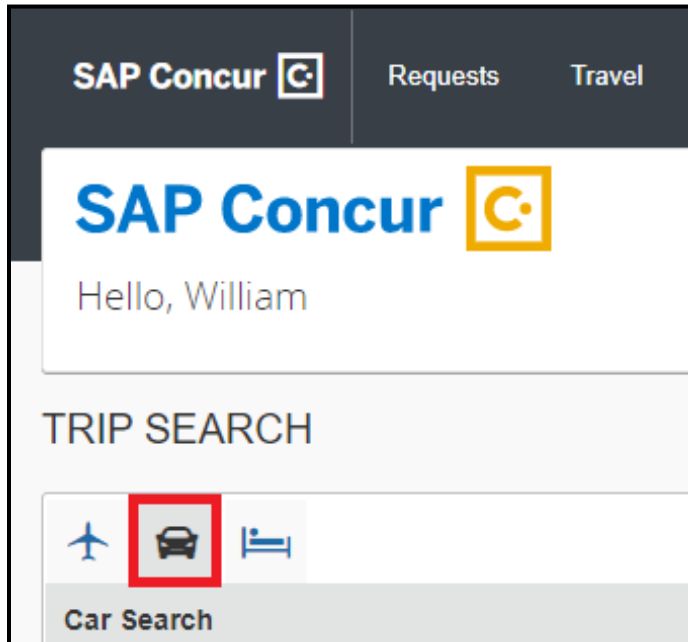 SAP Concur C Requests Travel
SAP Concur C
Hello, William
TRIP SEARCH
Car Search